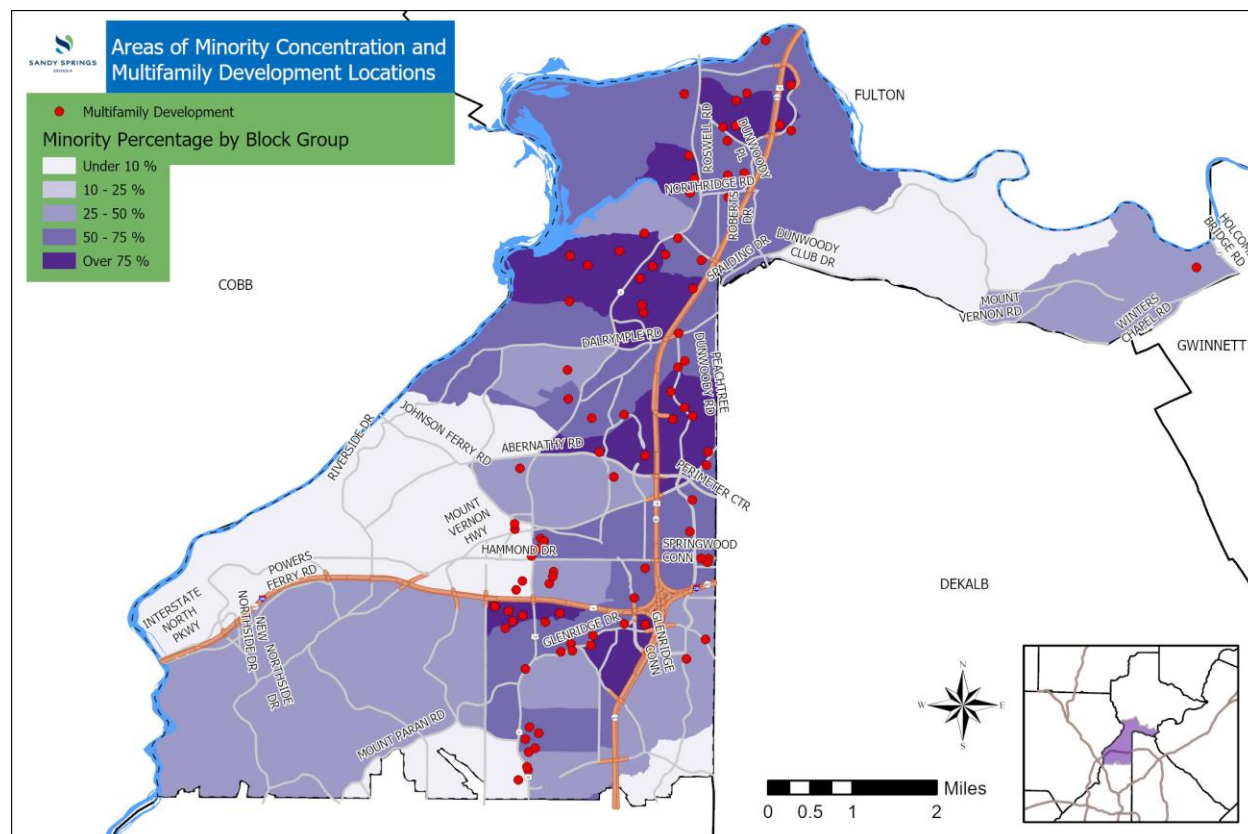 SANDY SPRINGS
GEORGIA
Areas of Minority Concentration and
Multifamily Development Locations
Multifamily Development
Minority Percentage by Block Group
Under 10 %
10 - 25 %
25 - 50 %
50 - 75 %
Over 75 %
FULTON
COBB
GWINNETT
DEKALB
ROSWELL RD
DUNWOODY
PL
NORTHRIDGE RD
ROBERTS
DR
SPALDING DR
DUNWOODY
CLUB DR
HOLCOMB
BRIDGE RD
MOUNT
VERNON RD
WINTERS
CHAPEL RD
DALRYMPLE RD
PEACHTREE
DUNWOODY RD
JOHNSON FERRY RD
ABERNATHY RD
RIVERSIDE DR
PERIMETER CTR
MOUNT
VERNON
HWY
HAMMOND DR
SPRINGWOOD
CONN
POWERS
FERRY RD
INTERSTATE
NORTH
PKWY
NORTHSIDE DR
NEW
NORTHSIDE
DR
GLENRIDGE DR
GLENRIDGE
CONN
MOUNT PARAN RD
N
W
E
S
Miles
0 0.5 1 2